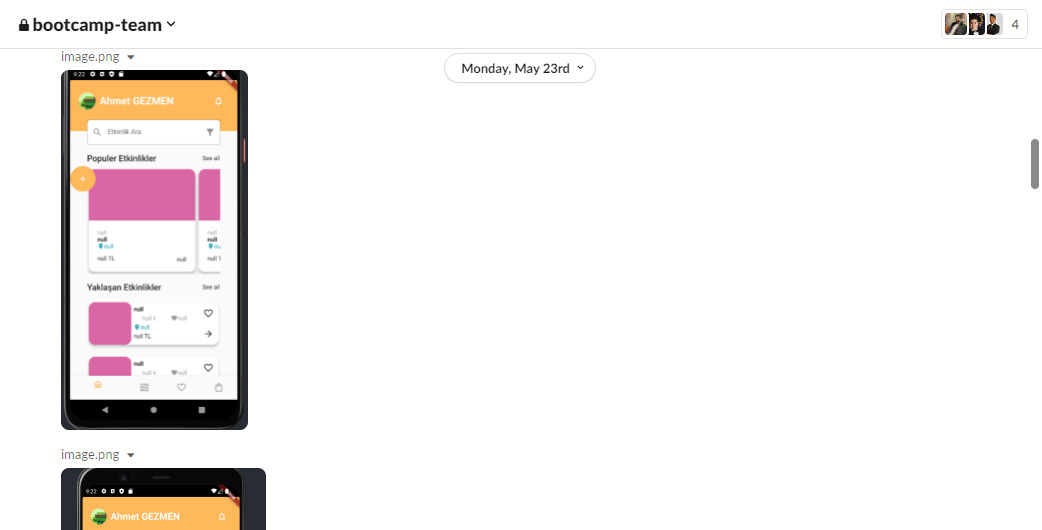 bootcamp-team
4
image.png
Monday, May 23rd
9:22
Ahmet GEZMEN
Etkinlik Ara
Populer Etkinlikler See all
null null
null null
null nu
null TL null null T
Yaklaşan Etkinlikler See all
null
null k null
null
null TL
null
null k null
image.png
9:22
Ahmet GEZMEN